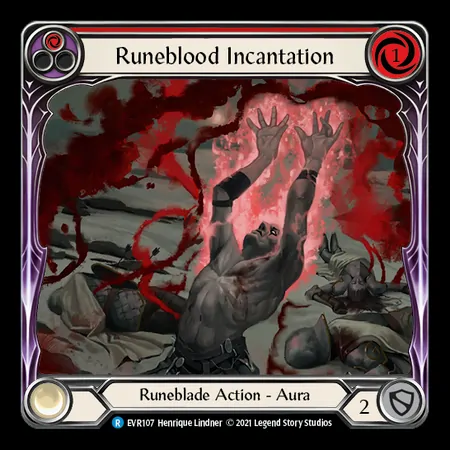 Runeblood Incantation
1
Runeblade Action - Aura
2
R EVR107 Henrique Lindner © 2021 Legend Story Studios